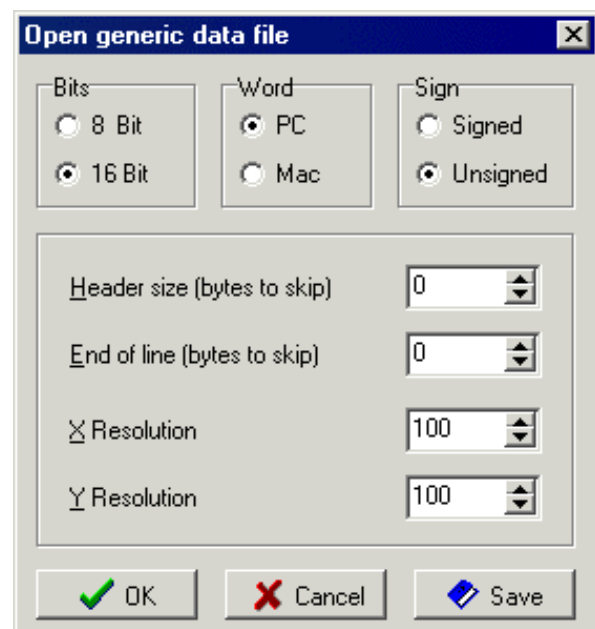 Open generic data file
Bits Word Sign
8 Bit PC Signed
16 Bit Mac Unsigned
Header size (bytes to skip) 0
End of line (bytes to skip) 0
X Resolution 100
Y Resolution 100
OK Cancel Save